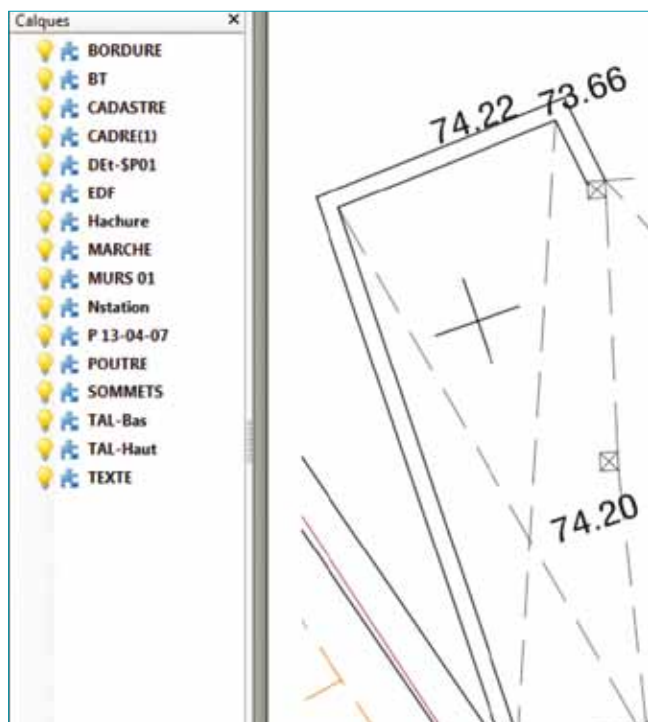 Calques
BORDURE
BT
CADASTRE
CADRE(1)
DEt-SP01
EDF
Hachure
MARCHE
MURS 01
Nstation
P 13-04-07
POUTRE
SOMMETS
TAL-Bas
TAL-Haut
TEXTE
74.22
73.66
74.20